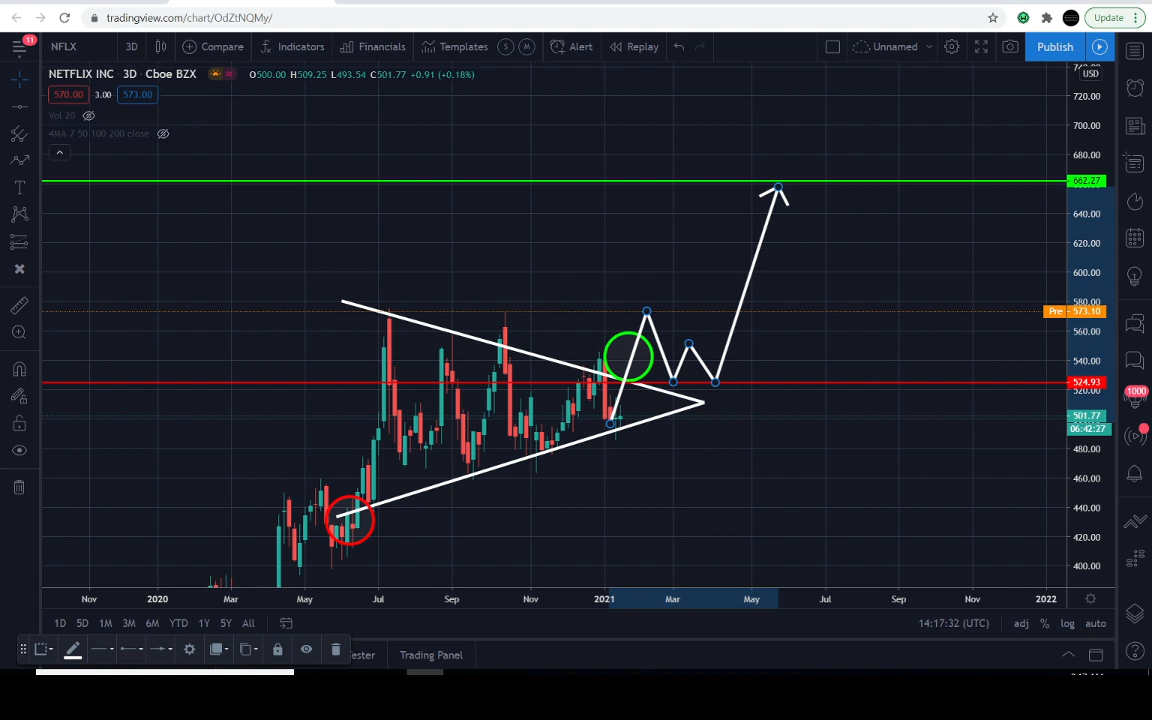 tradingview.com/chart/OdZtNQMy/
Update
11
NFLX
3D
Compare
Indicators
Financials
Templates
S
M
Alert
Replay
Unnamed
Publish
NETFLIX INC · 3D · Cboe BZX
O500.00 H509.25 L493.54 C501.77 +0.91 (+0.18%)
USD
570.00 3.00 573.00
Vol 20
4MA 7 50 100 200 close
720.00
700.00
680.00
662.27
640.00
620.00
600.00
580.00
Pre 573.10
560.00
540.00
524.93
520.00
501.77
06:42:27
480.00
460.00
440.00
420.00
400.00
1000
Nov 2020 Mar May Jul Sep Nov 2021 Mar May Jul Sep Nov 2022
1D 5D 1M 3M 6M YTD 1Y 5Y All
14:17:32 (UTC) adj % log auto
Trading Panel